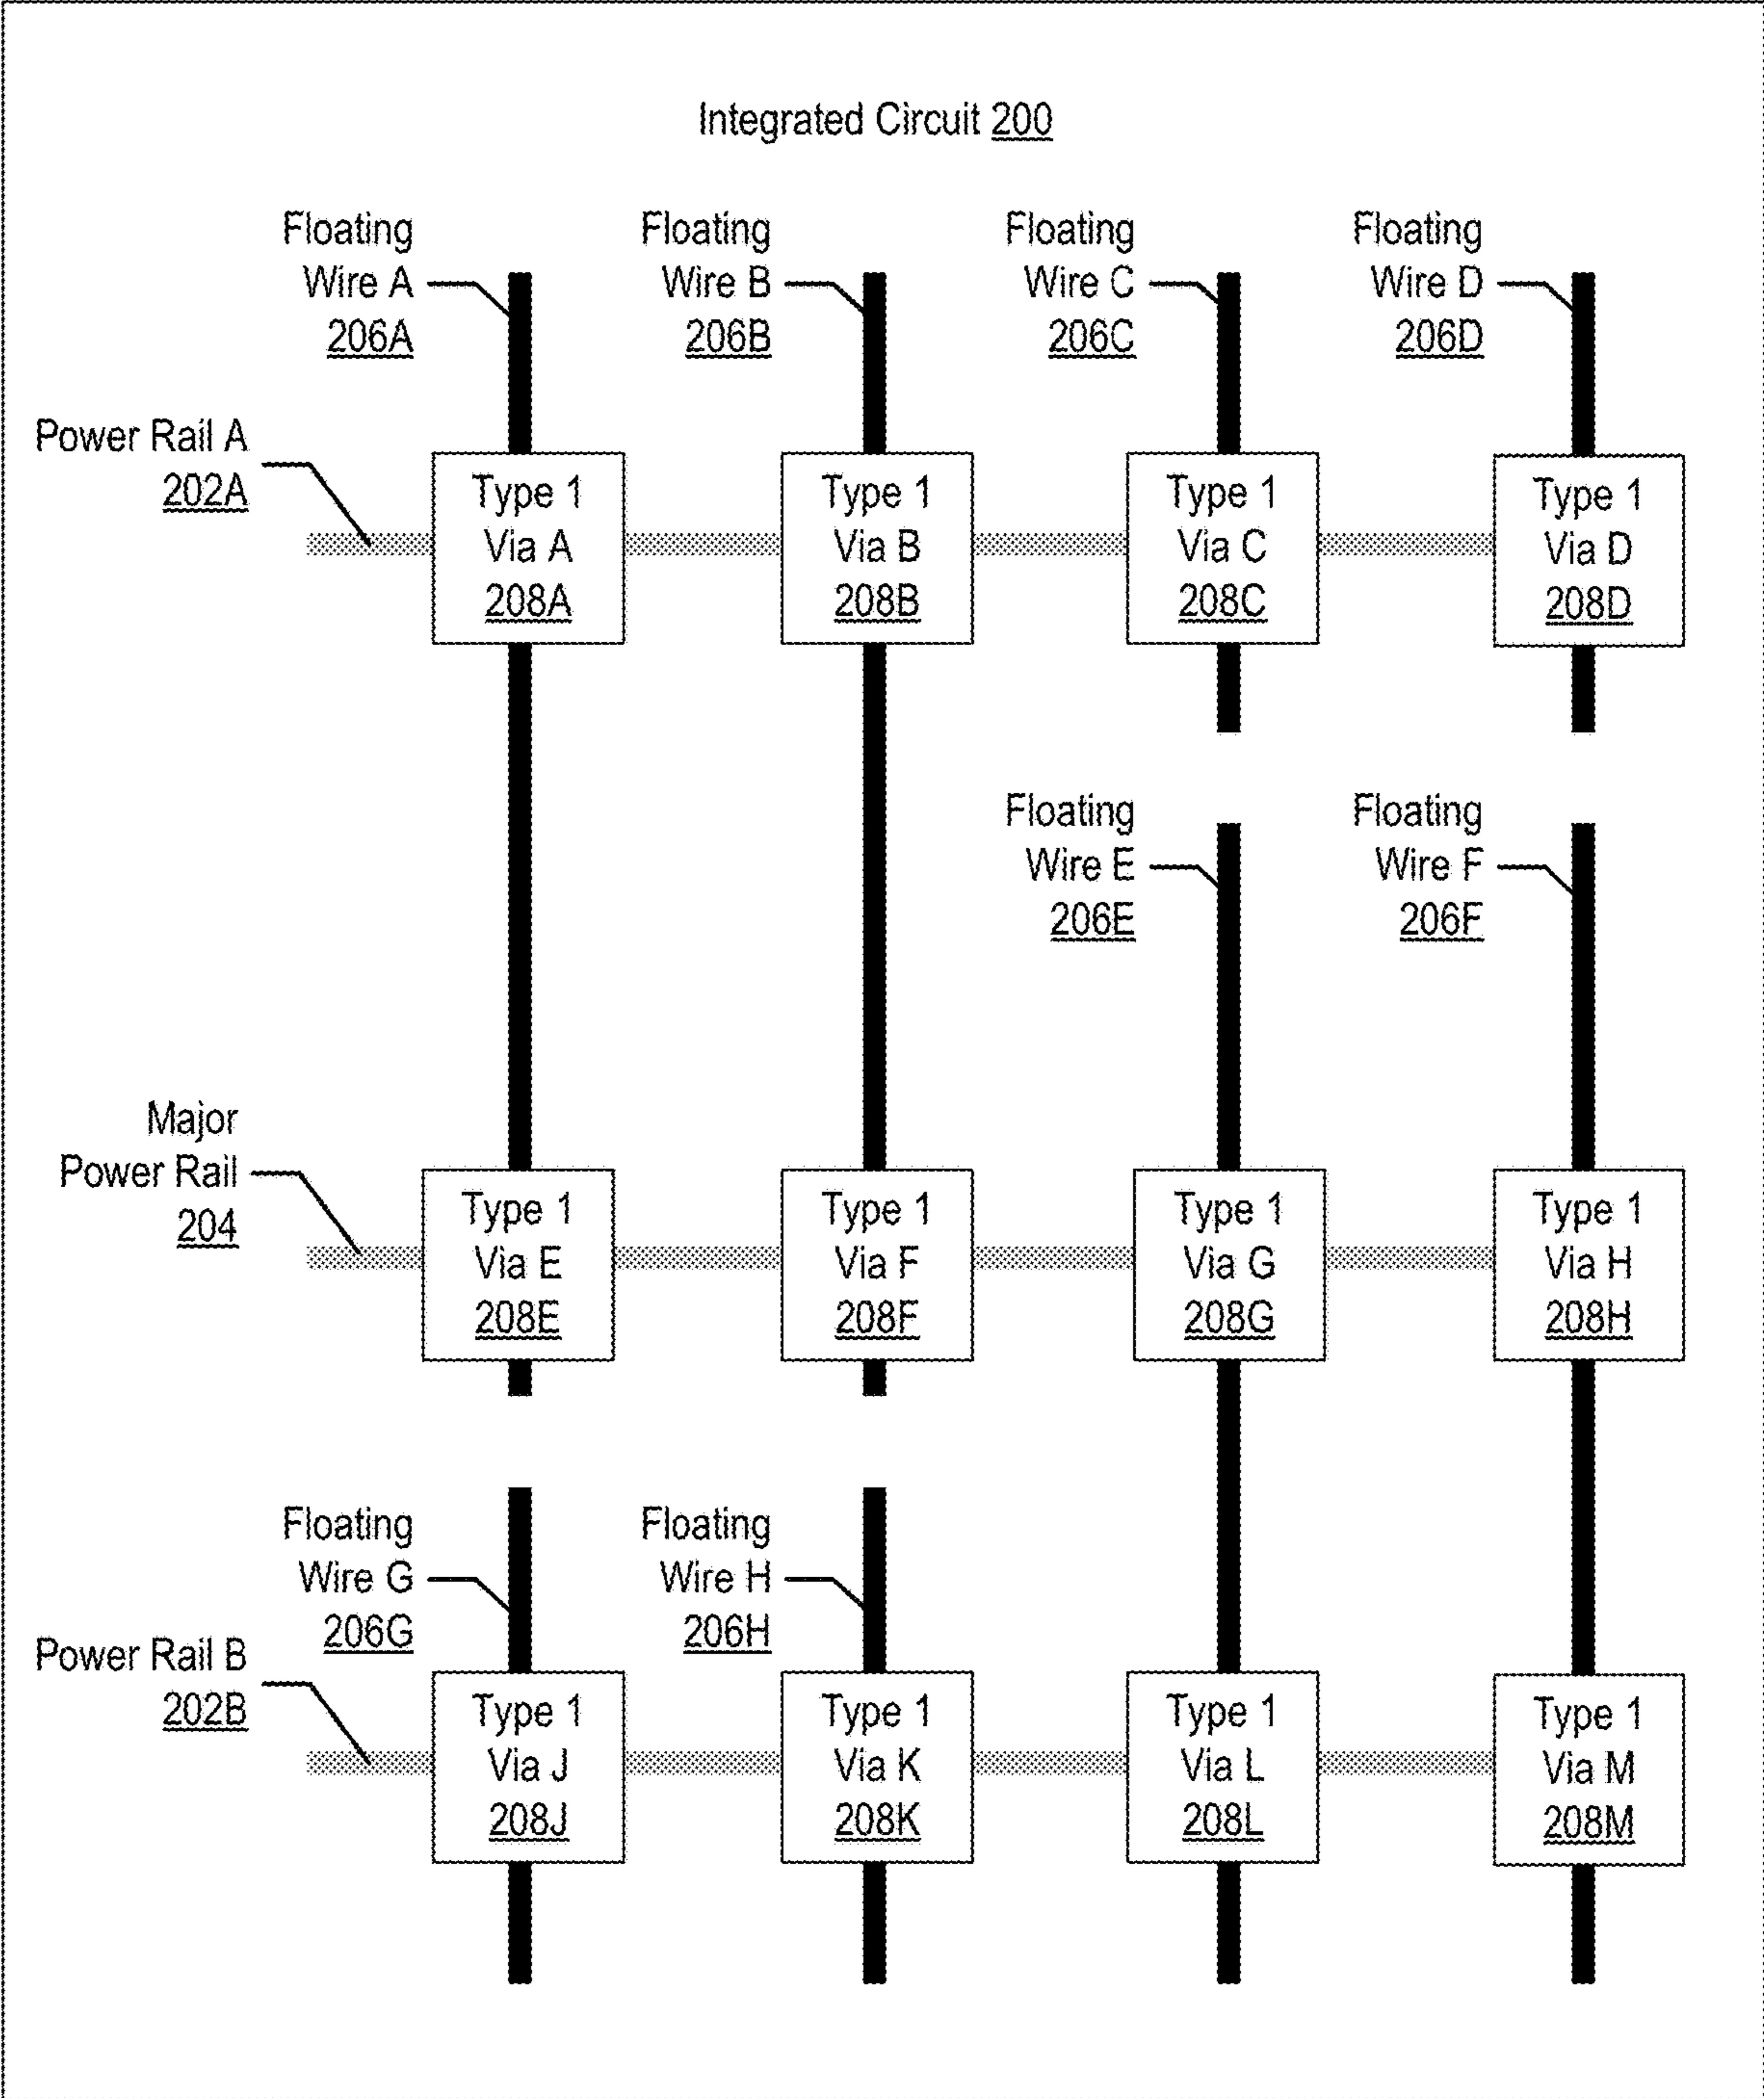 Integrated Circuit 200
Floating
Wire A
206A
Floating
Wire B
206B
Floating
Wire C
206C
Floating
Wire D
206D
Power Rail A
202A
Type 1
Via A
208A
Type 1
Via B
208B
Type 1
Via C
208C
Type 1
Via D
208D
Floating
Wire E
206E
Floating
Wire F
206F
Major
Power Rail
204
Type 1
Via E
208E
Type 1
Via F
208F
Type 1
Via G
208G
Type 1
Via H
208H
Floating
Wire G
206G
Floating
Wire H
206H
Power Rail B
202B
Type 1
Via J
208J
Type 1
Via K
208K
Type 1
Via L
208L
Type 1
Via M
208M